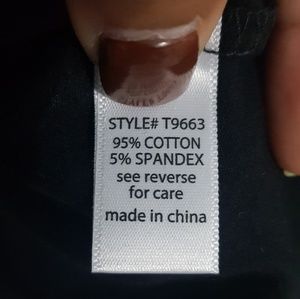 STYLE# T9663
95% COTTON
5% SPANDEX
see reverse
for care
made in china